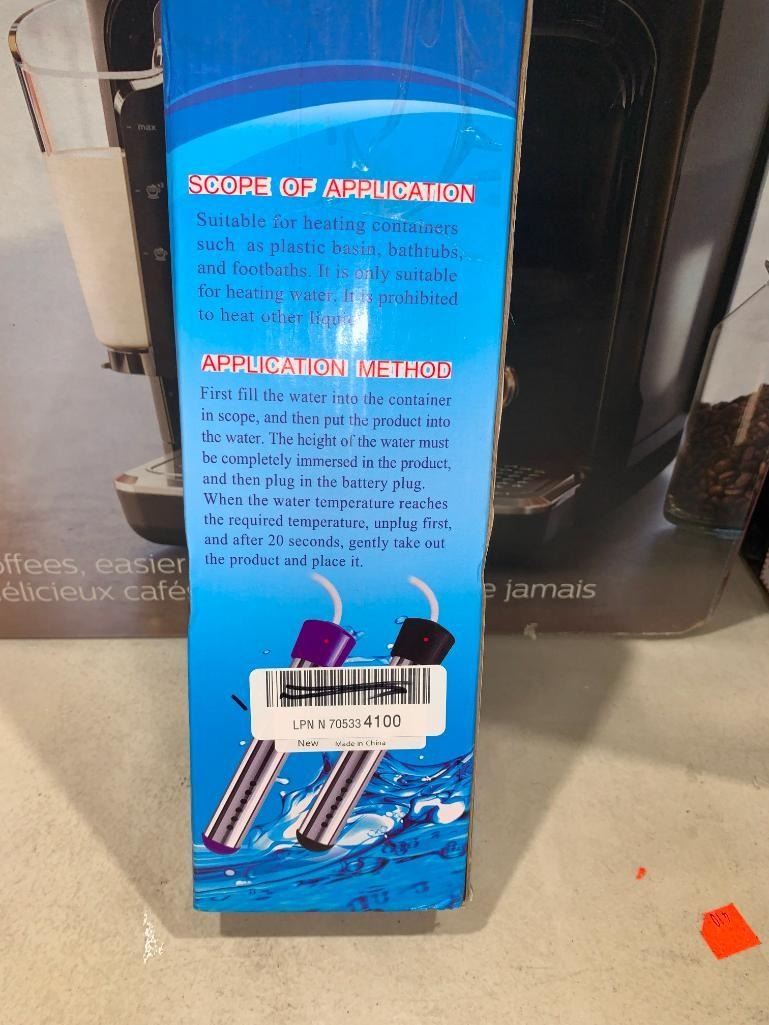 max
SCOPE OF APPLICATION
Suitable for heating containers
such as plastic basin, bathtubs,
and footbaths. It is only suitable
for heating water. It is prohibited
to heat other
APPLICATION METHOD
First fill the water into the container
in scope, and then put the product into
the water. The height of the water must
be completely immersed in the product,
and then plug in the battery plug.
When the water temperature reaches
the required temperature, unplug first,
and after 20 seconds, gently take out
the product and place it.
ffees, easier
élicieux café
e jamais
LPN N 70533 4100
New Made in China